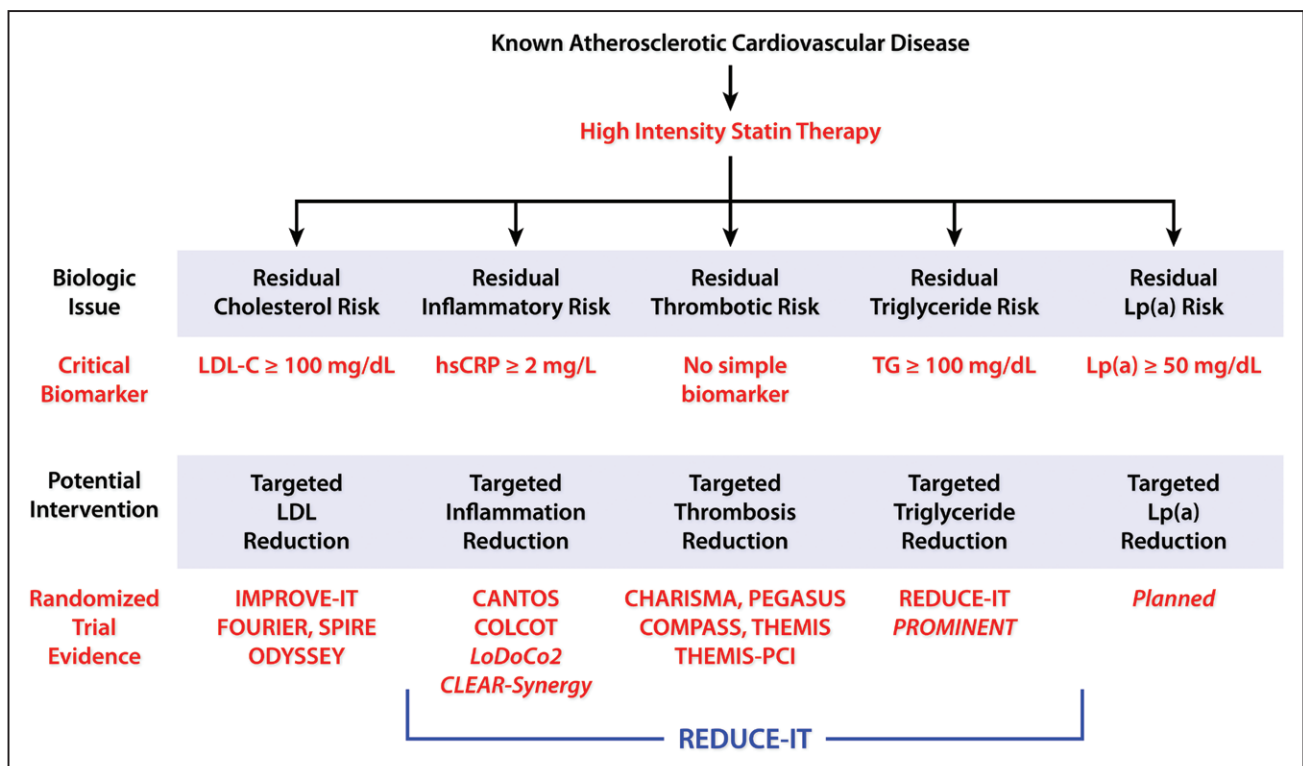 Known Atherosclerotic Cardiovascular Disease
High Intensity Statin Therapy
Biologic
Issue
Residual
Cholesterol Risk
Residual
Inflammatory Risk
Residual
Thrombotic Risk
Residual
Triglyceride Risk
Residual
Lp(a) Risk
Critical
Biomarker
LDL-C ≥ 100 mg/dL
hsCRP ≥ 2 mg/L
No simple
biomarker
TG ≥ 100 mg/dL
Lp(a) ≥ 50 mg/dL
Potential
Intervention
Targeted
LDL
Reduction
Targeted
Inflammation
Reduction
Targeted
Thrombosis
Reduction
Targeted
Triglyceride
Reduction
Targeted
Lp(a)
Reduction
Randomized
Trial
Evidence
IMPROVE-IT
FOURIER, SPIRE
ODYSSEY
CANTOS
COLCOT
LoDoCo2
CLEAR-Synergy
CHARISMA, PEGASUS
COMPASS, THEMIS
THEMIS-PCI
REDUCE-IT
PROMINENT
Planned
REDUCE-IT